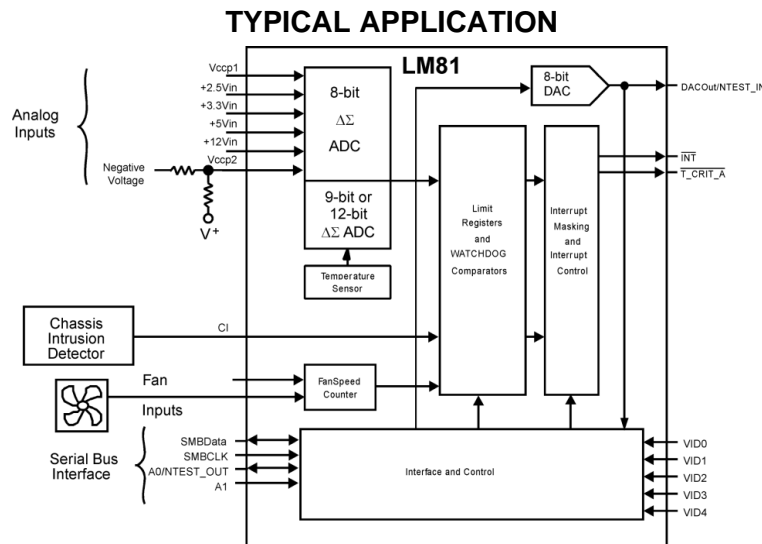 TYPICAL APPLICATION
LM81
Analog
Inputs
Vccp1
+2.5Vin
+3.3Vin
+5Vin
+12Vin
Vccp2
Negative
Voltage
V+
8-bit
ΔΣ
ADC
9-bit or
12-bit
ΔΣ ADC
Temperature
Sensor
8-bit
DAC
DACOut/NTEST_IN
INT
T_CRIT_A
Limit
Registers
and
WATCHDOG
Comparators
Interrupt
Masking
and
Interrupt
Control
Chassis
Intrusion
Detector
CI
Fan
Inputs
FanSpeed
Counter
Serial Bus
Interface
SMBData
SMBCLK
A0/NTEST_OUT
A1
Interface and Control
VID0
VID1
VID2
VID3
VID4